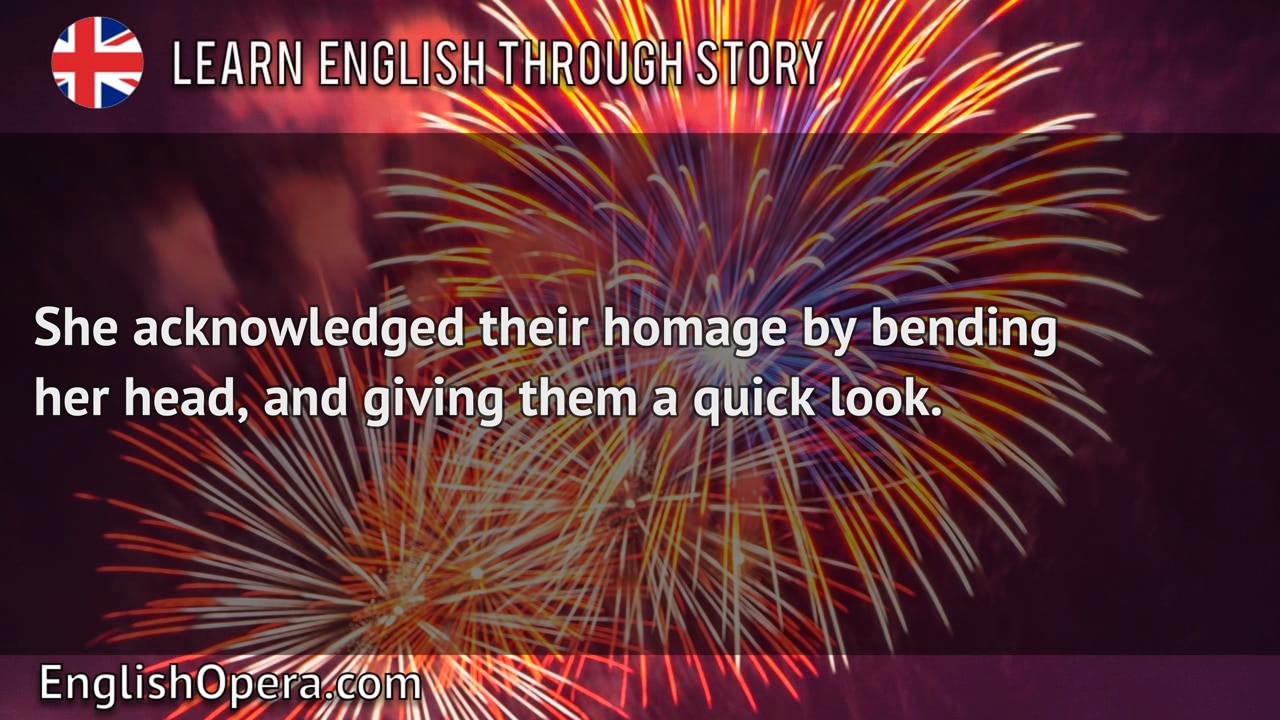 LEARN ENGLISH THROUGH STORY
She acknowledged their homage by bending
her head, and giving them a quick look.
EnglishOpera.com